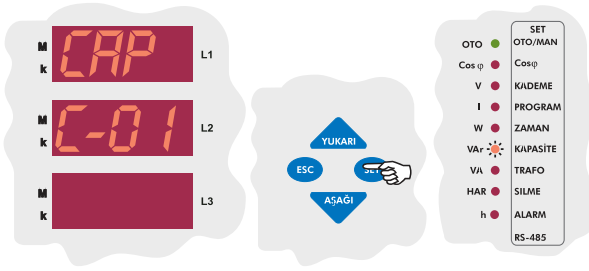 M
k
CAP
L1
M
k
C-01
L2
M
k
L3
YUKARI
ESC
SET
AŞAĞI
SET
OTO OTO/MAN
Cos φ Cosφ
V KADEME
I PROGRAM
W ZAMAN
VAr KAPASİTE
VA TRAFO
HAR SİLME
h ALARM
RS-485